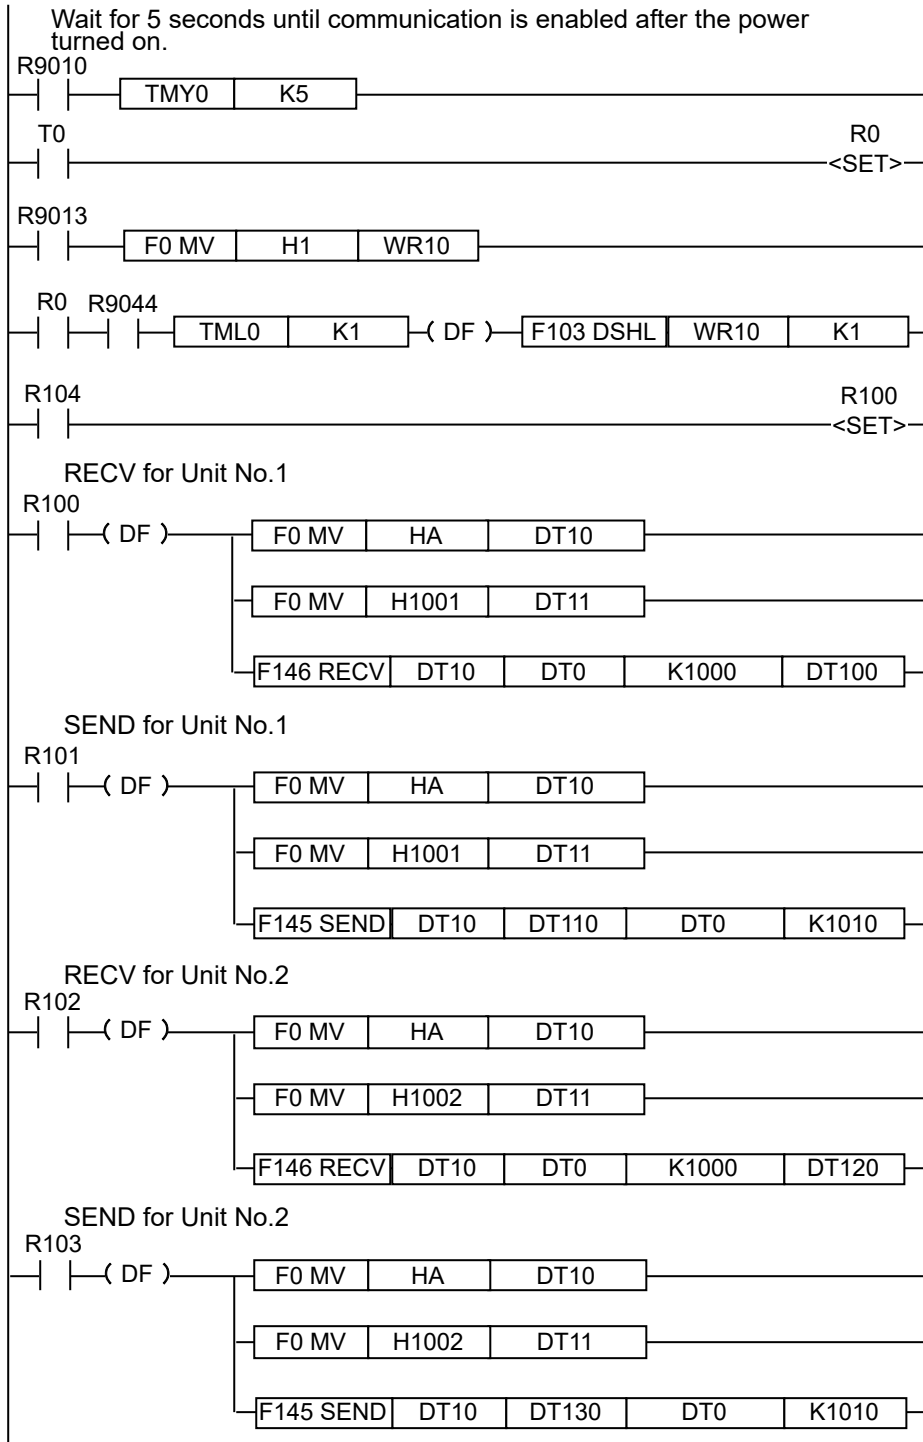 Wait for 5 seconds until communication is enabled after the power
turned on.
R9010
TMY0 K5
T0 R0
<SET>
R9013
F0 MV H1 WR10
R0 R9044
TML0 K1 ( DF ) F103 DSHL WR10 K1
R104 R100
<SET>
RECV for Unit No.1
R100
( DF ) F0 MV HA DT10
F0 MV H1001 DT11
F146 RECV DT10 DT0 K1000 DT100
SEND for Unit No.1
R101
( DF ) F0 MV HA DT10
F0 MV H1001 DT11
F145 SEND DT10 DT110 DT0 K1010
RECV for Unit No.2
R102
( DF ) F0 MV HA DT10
F0 MV H1002 DT11
F146 RECV DT10 DT0 K1000 DT120
SEND for Unit No.2
R103
( DF ) F0 MV HA DT10
F0 MV H1002 DT11
F145 SEND DT10 DT130 DT0 K1010